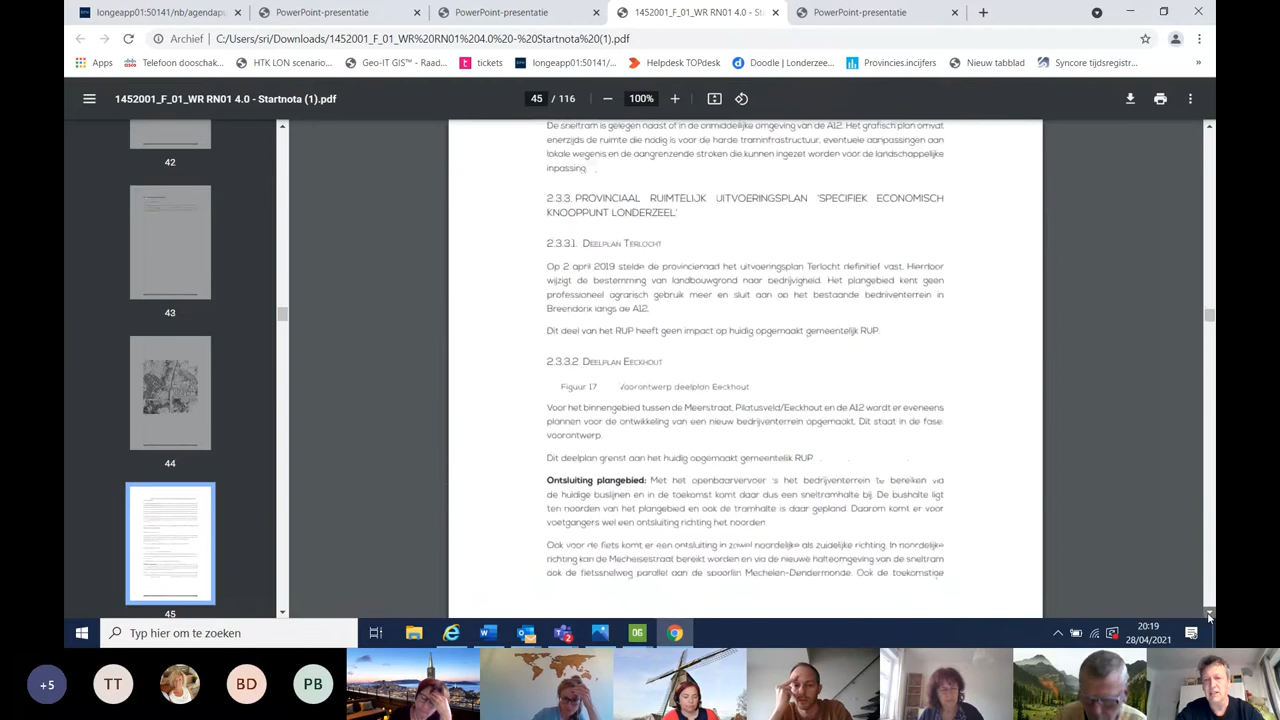 longeapp01:50141/nb/agendapu
PowerPoint-presentatie
PowerPoint-presentatie
1452001_F_01_WR RN01 4.0 - Sta
PowerPoint-presentatie
Archief
C:/Users/sri/Downloads/1452001_F_01_WR%20RN01%204.0%20-%20Startnota%20(1).pdf
Apps
Telefoon dooschak...
HTK LON scenario...
Geo-IT GIS™ - Raad...
tickets
longeapp01:50141/...
Helpdesk TOPdesk
Doodle | Londerzee...
Provincies.incijfers
Nieuw tabblad
Syncore tijdsregistr...
»
1452001_F_01_WR RN01 4.0 - Startnota (1).pdf
45 / 116
100%
42
43
44
45
De sneltram is gelegen naast of in de onmiddellijke omgeving van de A12. Het grafisch plan omvat
enerzijds de ruimte die nodig is voor de harde traminfrastructuur, eventuele aanpassingen aan
lokale wegenis en de aangrenzende stroken die kunnen ingezet worden voor de landschappelijke
inpassing.
2.3.3. PROVINCIAAL RUIMTELIJK UITVOERINGSPLAN 'SPECIFIEK ECONOMISCH
KNOOPPUNT LONDERZEEL'
2.3.3.1. DEELPLAN TERLOCHT
Op 2 april 2019 stelde de provincieraad het uitvoeringsplan Terlocht definitief vast. Hierdoor
wijzigt de bestemming van landbouwgrond naar bedrijvigheid. Het plangebied kent geen
professioneel agrarisch gebruik meer en sluit aan op het bestaande bedrijventerrein in
Breendonk langs de A12.
Dit deel van het RUP heeft geen impact op huidig opgemaakt gemeentelijk RUP.
2.3.3.2. DEELPLAN EECKHOUT
Figuur 17 Voorontwerp deelplan Eeckhout
Voor het binnengebied tussen de Meerstraat, Pilatusveld/Eeckhout en de A12 wordt er eveneens
plannen voor de ontwikkeling van een nieuw bedrijventerrein opgemaakt. Dit staat in de fase
voorontwerp.
Dit deelplan grenst aan het huidig opgemaakt gemeentelijk RUP
Ontsluiting plangebied: Met het openbaarvervoer is het bedrijventerrein te bereiken via
de huidige buslijnen en in de toekomst komt daar dus een sneltramhalte bij. De bushalte ligt
ten noorden van het plangebied en ook de tramhalte is daar gepland. Daarom komt er voor
voetgangers wel een ontsluiting richting het noorden
Ook voor de fiets komt er een ontsluiting in zowel noordelijke als zuidelijke richting. In noordelijke
richting kan de Mechelsestraat bereikt worden en via de nieuwe halteomgeving van de sneltram
ook de fietssnelweg parallel aan de spoorlijn Mechelen-Dendermonde. Ook de toekomstige
Typ hier om te zoeken
OG
20:19
28/04/2021
+5
TT
BD
PB